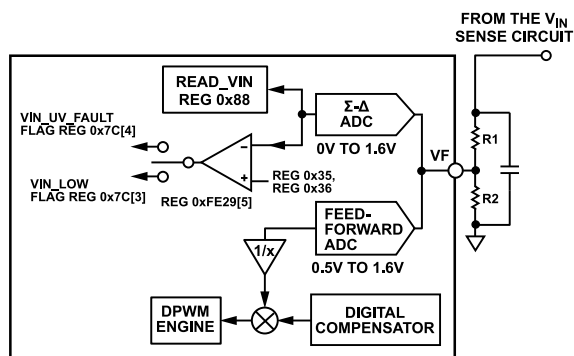 FROM THE VIN
SENSE CIRCUIT
READ_VIN
REG 0x88
Σ-Δ
ADC
0V TO 1.6V
VIN_UV_FAULT
FLAG REG 0x7C[4]
VIN_LOW
FLAG REG 0x7C[3]
–
+
REG 0x35,
REG 0x36
REG 0xFE29[5]
VF
R1
R2
FEED-
FORWARD
ADC
0.5V TO 1.6V
1/x
DPWM
ENGINE
DIGITAL
COMPENSATOR